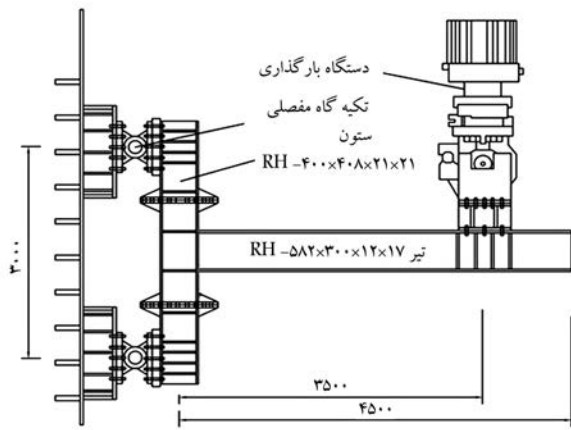 دستگاه بارگذاری
تکیه گاه مفصلی
ستون
RH -۴۰۰×۴۰۸×۲۱×۲۱
تیر RH -۵۸۲×۳۰۰×۱۲×۱۷
۳۰۰۰
۳۵۰۰
۴۵۰۰